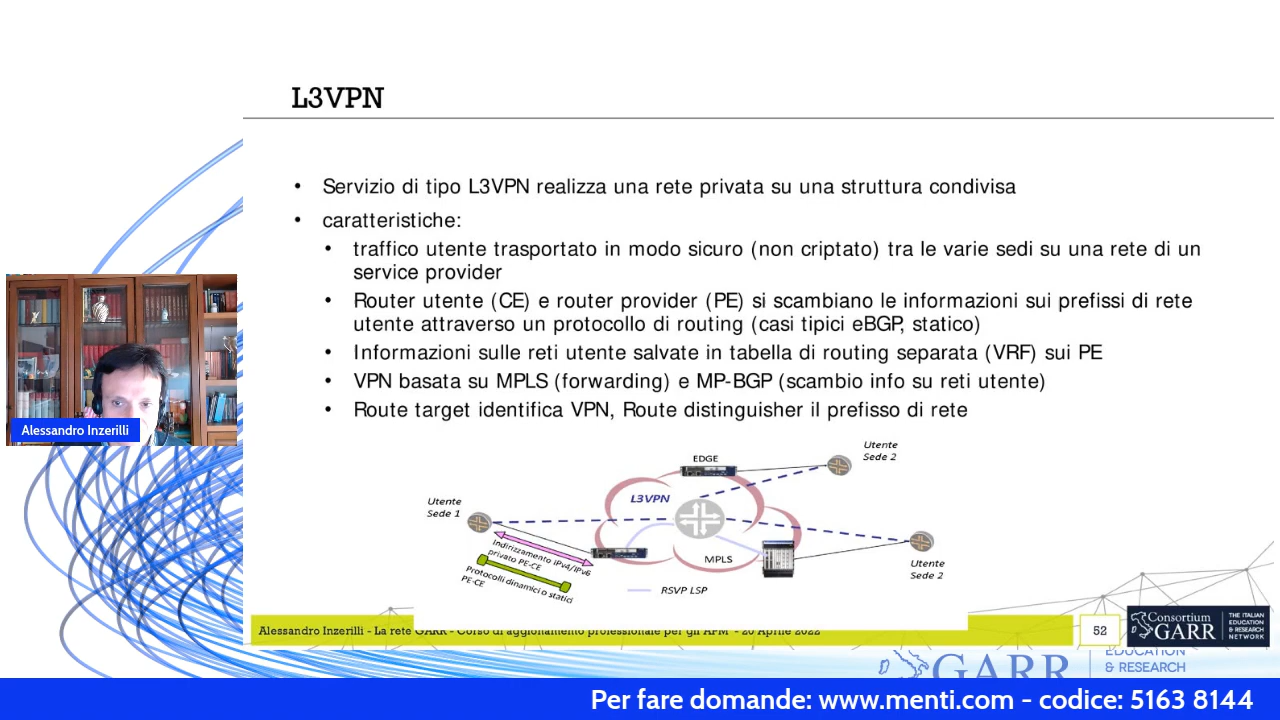 L3VPN
• Servizio di tipo L3VPN realizza una rete privata su una struttura condivisa
• caratteristiche:
• traffico utente trasportato in modo sicuro (non criptato) tra le varie sedi su una rete di un
service provider
• Router utente (CE) e router provider (PE) si scambiano le informazioni sui prefissi di rete
utente attraverso un protocollo di routing (casi tipici eBGP, statico)
• Informazioni sulle reti utente salvate in tabella di routing separata (VRF) sui PE
• VPN basata su MPLS (forwarding) e MP-BGP (scambio info su reti utente)
• Route target identifica VPN, Route distinguisher il prefisso di rete
Alessandro Inzerilli
EDGE
Utente
Sede 2
L3VPN
Utente
Sede 1
Indirizzamento IPv4/IPv6
privato PE-CE
Protocolli dinamici o statici
PE-CE
MPLS
Utente
Sede 2
RSVP LSP
Alessandro Inzerilli - La rete GARR - Corso di aggiornamento professionale per gli APM - 20 Aprile 2022
52
Consortium
GARR
THE ITALIAN
EDUCATION
& RESEARCH
NETWORK
GARR
EDUCATION
& RESEARCH
Per fare domande: www.menti.com - codice: 5163 8144